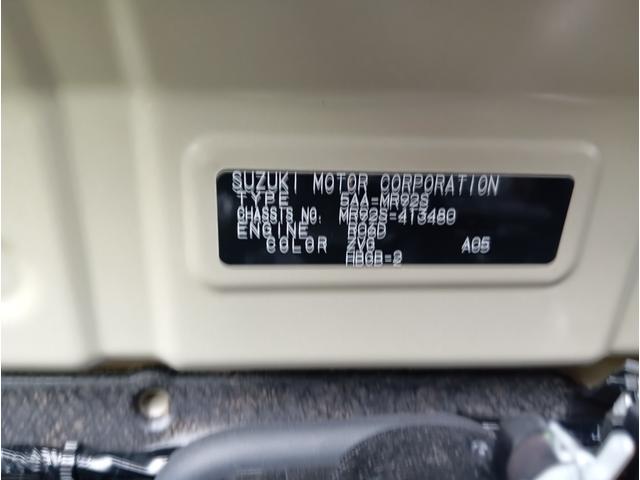 SUZUKI MOTOR CORPORATION
TYPE 5AA-MR92S
CHASSIS NO. MR92S-413480
ENGINE R06D
COLOR ZVG A05
HBGB-2